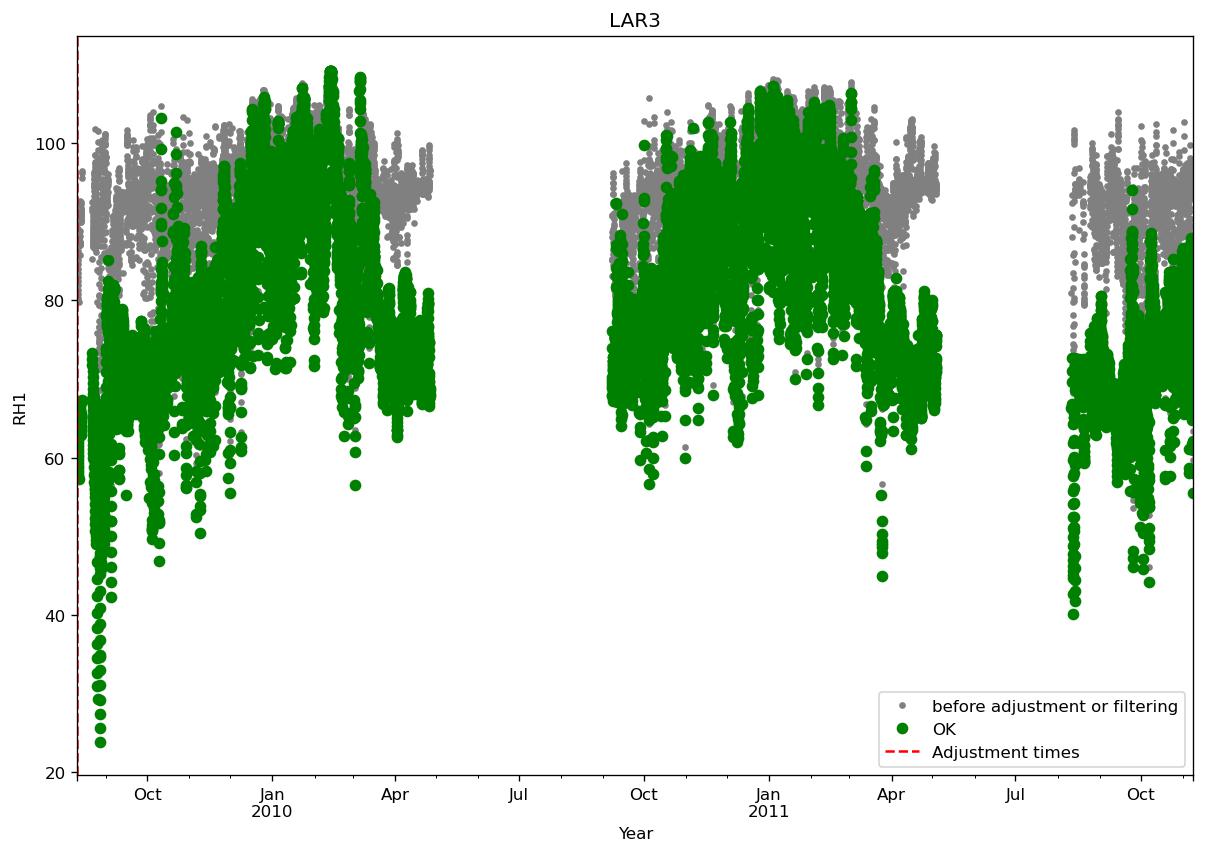 LAR3
RH1
100
80
60
40
20
before adjustment or filtering
OK
Adjustment times
Oct Jan Apr Jul Oct Jan Apr Jul Oct
2010 2011
Year